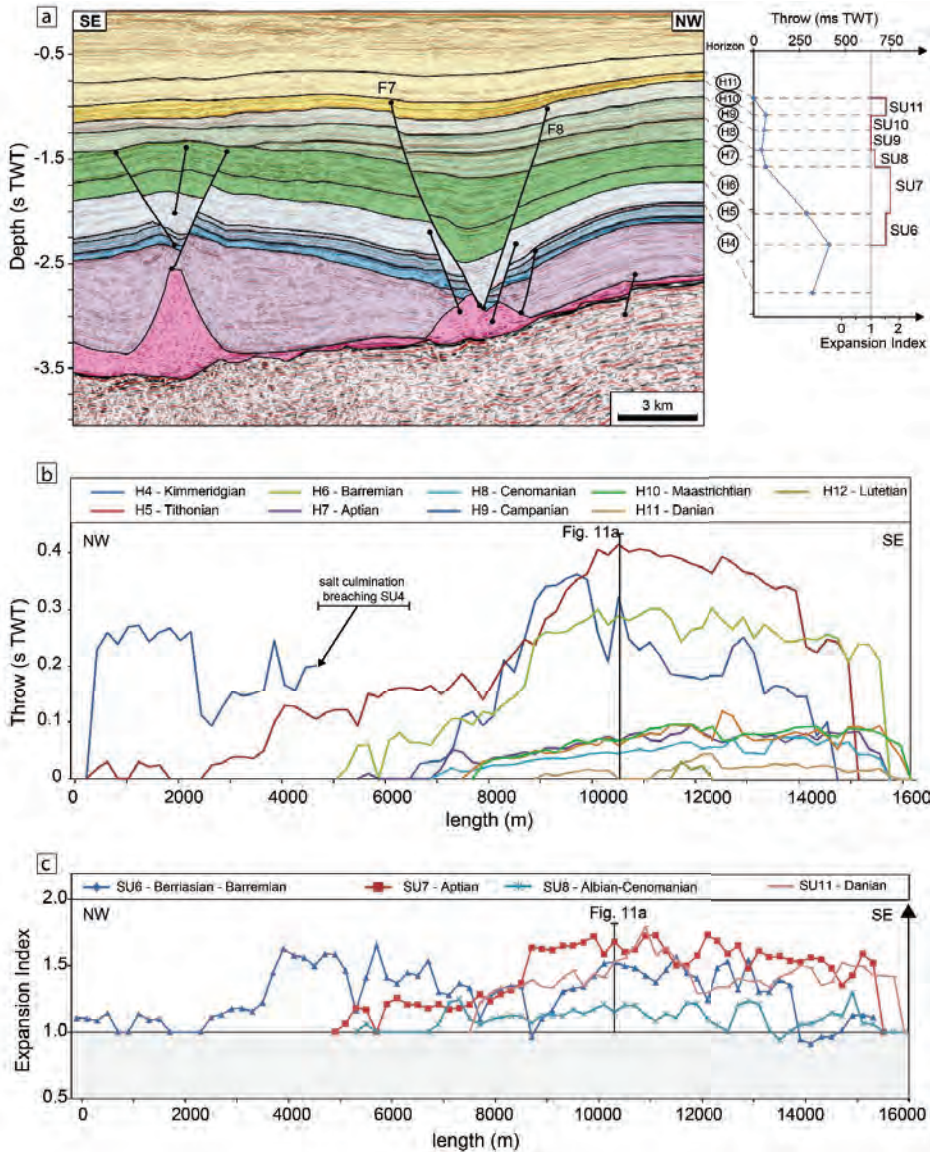 a
SE
NW
Throw (ms TWT)
0 250 500 750
Horizon
-0.5
-1.5
-2.5
-3.5
Depth (s TWT)
F7
F8
3 km
H11
H10
H9
H8
H7
H6
H5
H4
SU11
SU10
SU9
SU8
SU7
SU6
0 1 2
Expansion Index
b
H4 - Kimmeridgian H6 - Barremian H8 - Cenomanian H10 - Maastrichtian H12 - Lutetian
H5 - Tithonian H7 - Aptian H9 - Campanian H11 - Danian
NW
Fig. 11a
SE
salt culmination
breaching SU4
0.4
0.3
0.2
0.1
0
Throw (s TWT)
0 2000 4000 6000 8000 10000 12000 14000 1600
length (m)
c
SU6 - Berriasian - Barremian SU7 - Aptian SU8 - Albian-Cenomanian SU11 - Danian
2.0
1.5
1.0
0.5
Expansion Index
NW
Fig. 11a
SE
0 2000 4000 6000 8000 10000 12000 14000 16000
length (m)